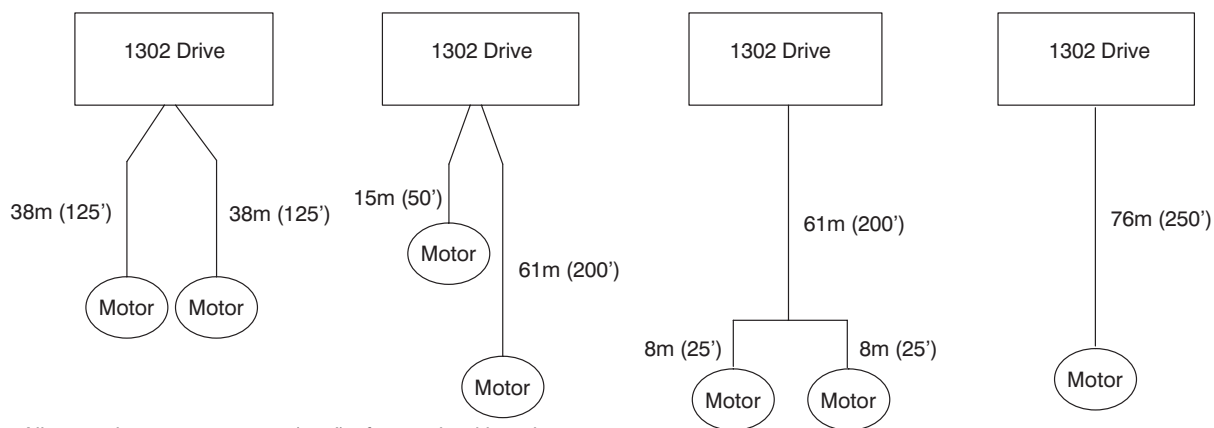 1302 Drive
1302 Drive
1302 Drive
1302 Drive
38m (125’)
38m (125’)
15m (50’)
61m (200’)
61m (200’)
76m (250’)
Motor
Motor
Motor
Motor
8m (25’)
8m (25’)
Motor
Motor
Motor